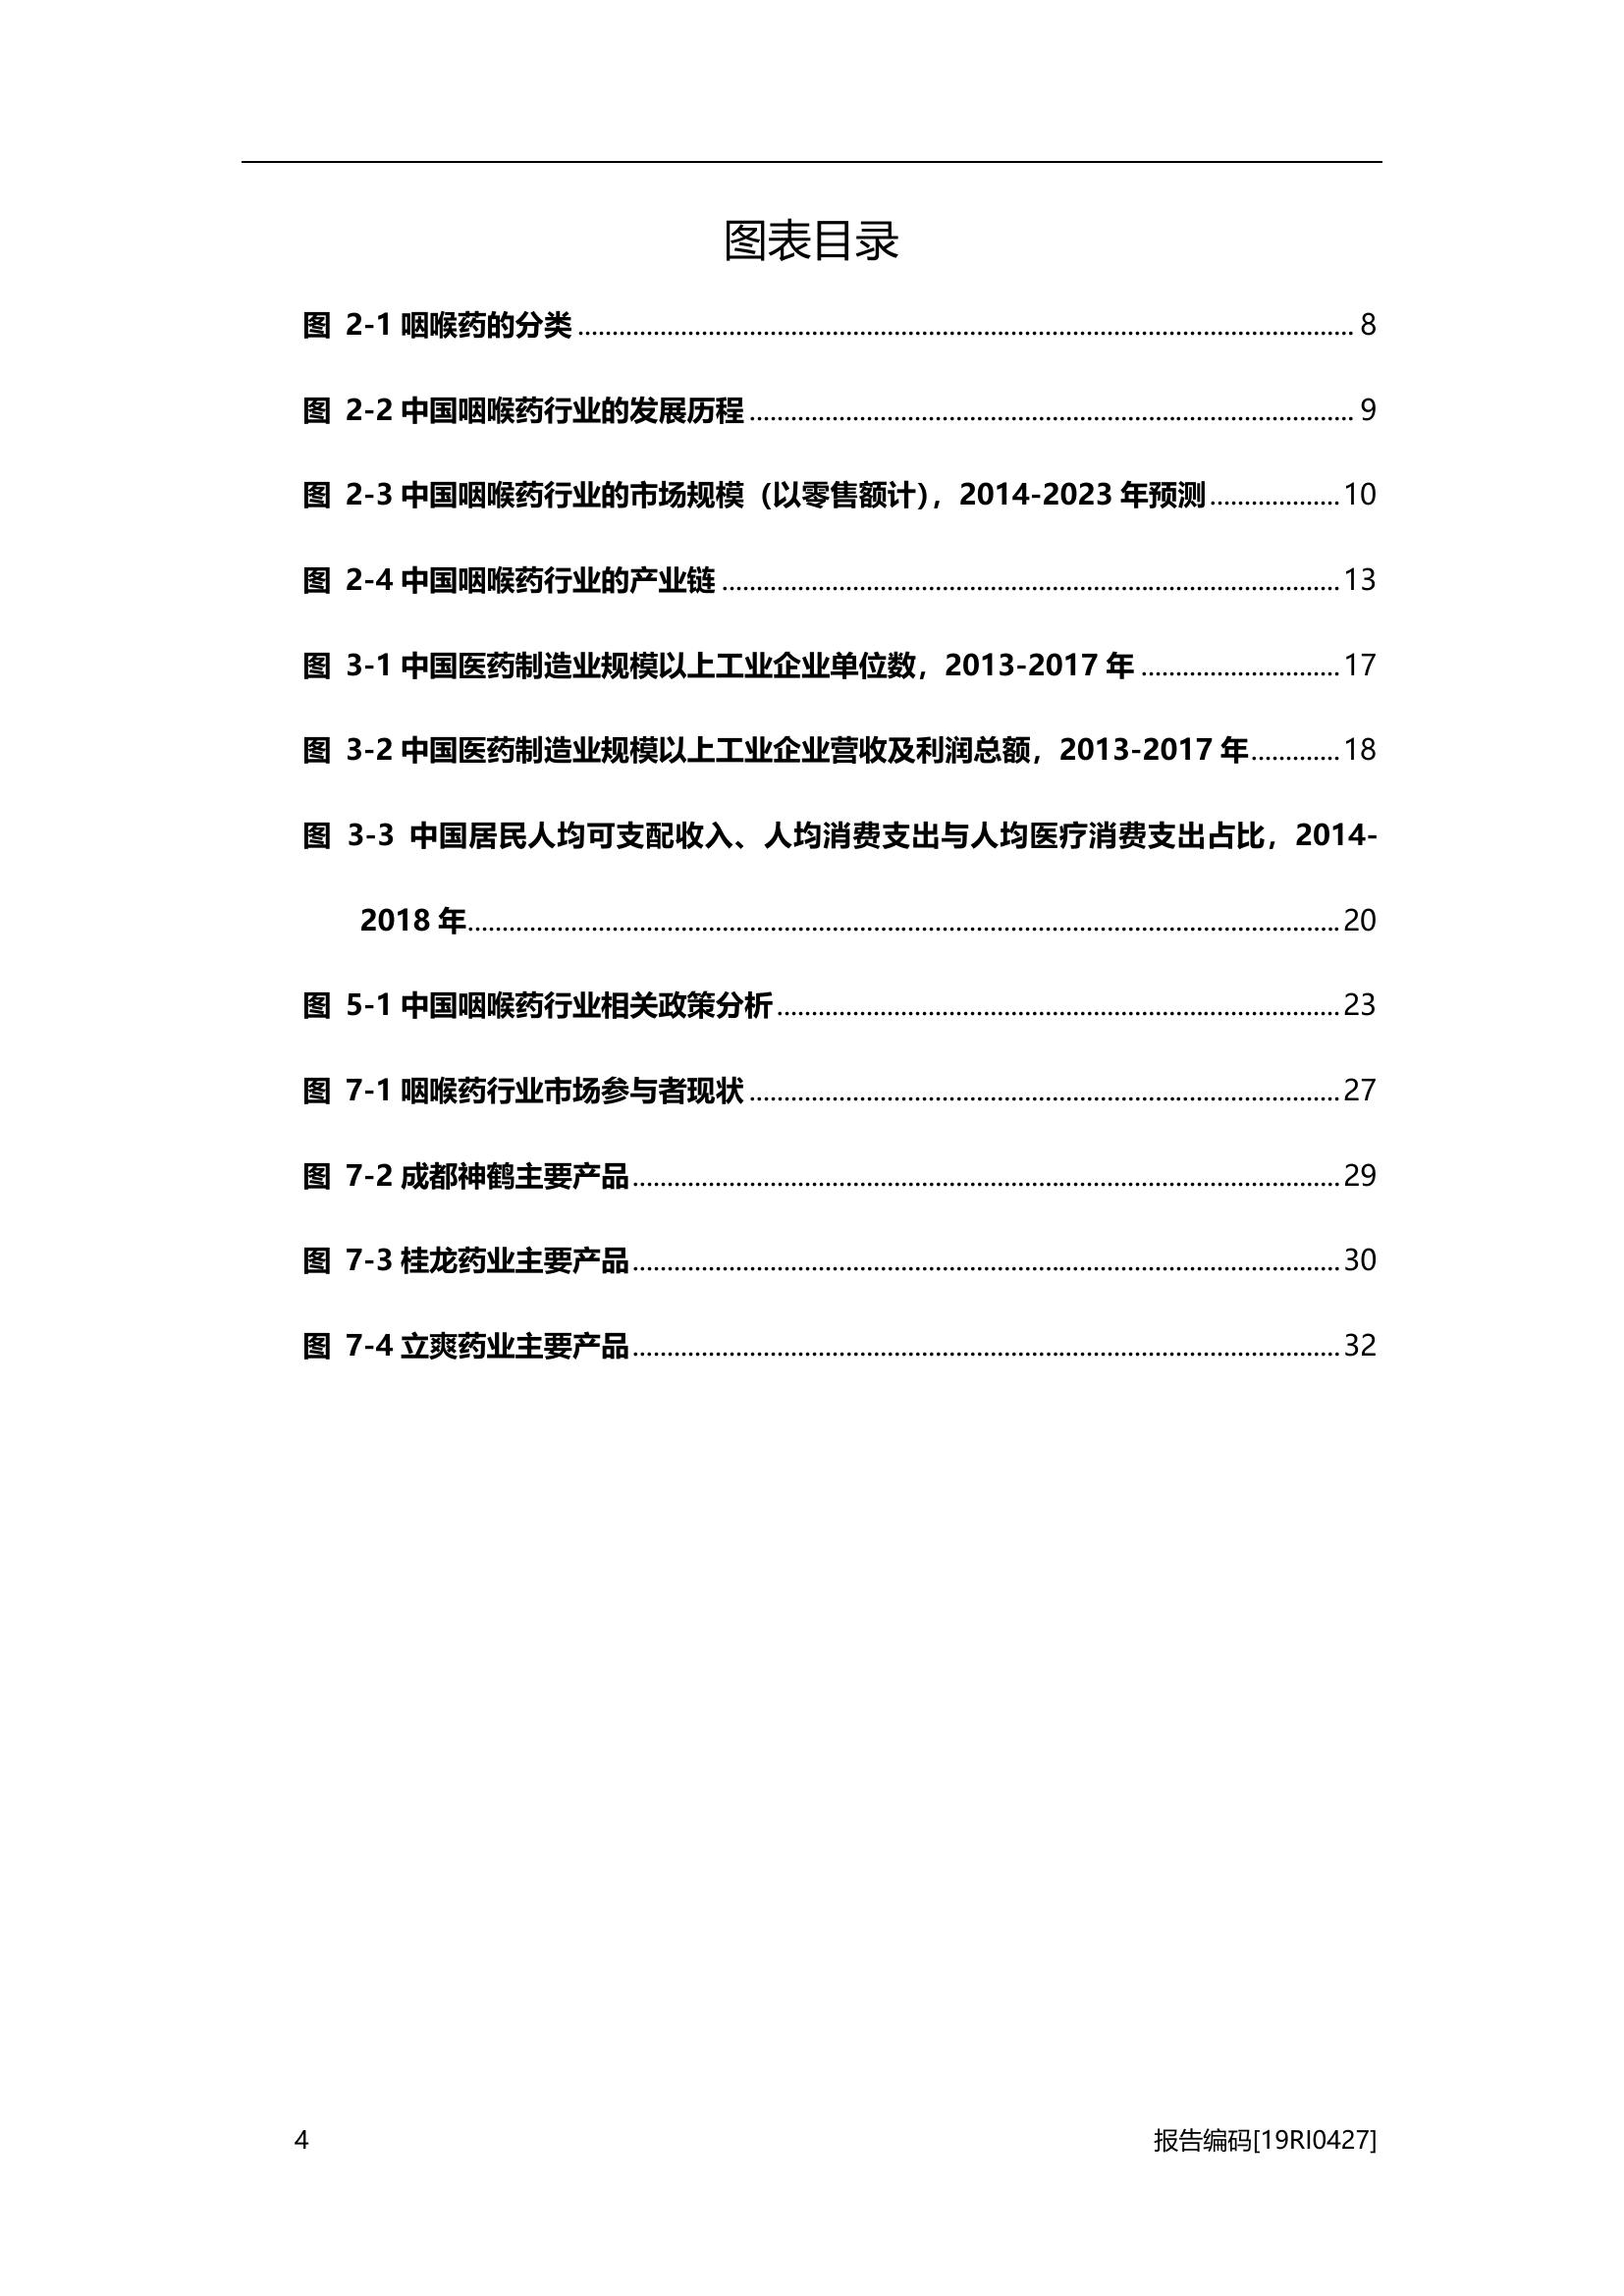 图表目录
图 2-1 咽喉药的分类 ........................................ 8
图 2-2 中国咽喉药行业的发展历程 ........................................ 9
图 2-3 中国咽喉药行业的市场规模（以零售额计），2014-2023 年预测 ................... 10
图 2-4 中国咽喉药行业的产业链 ........................................ 13
图 3-1 中国医药制造业规模以上工业企业单位数，2013-2017 年 ............................. 17
图 3-2 中国医药制造业规模以上工业企业营收及利润总额，2013-2017 年 ............. 18
图 3-3 中国居民人均可支配收入、人均消费支出与人均医疗消费支出占比，2014-
2018 年 ........................................ 20
图 5-1 中国咽喉药行业相关政策分析 ........................................ 23
图 7-1 咽喉药行业市场参与者现状 ........................................ 27
图 7-2 成都神鹤主要产品 ........................................ 29
图 7-3 桂龙药业主要产品 ........................................ 30
图 7-4 立爽药业主要产品 ........................................ 32
4 报告编码[19RI0427]